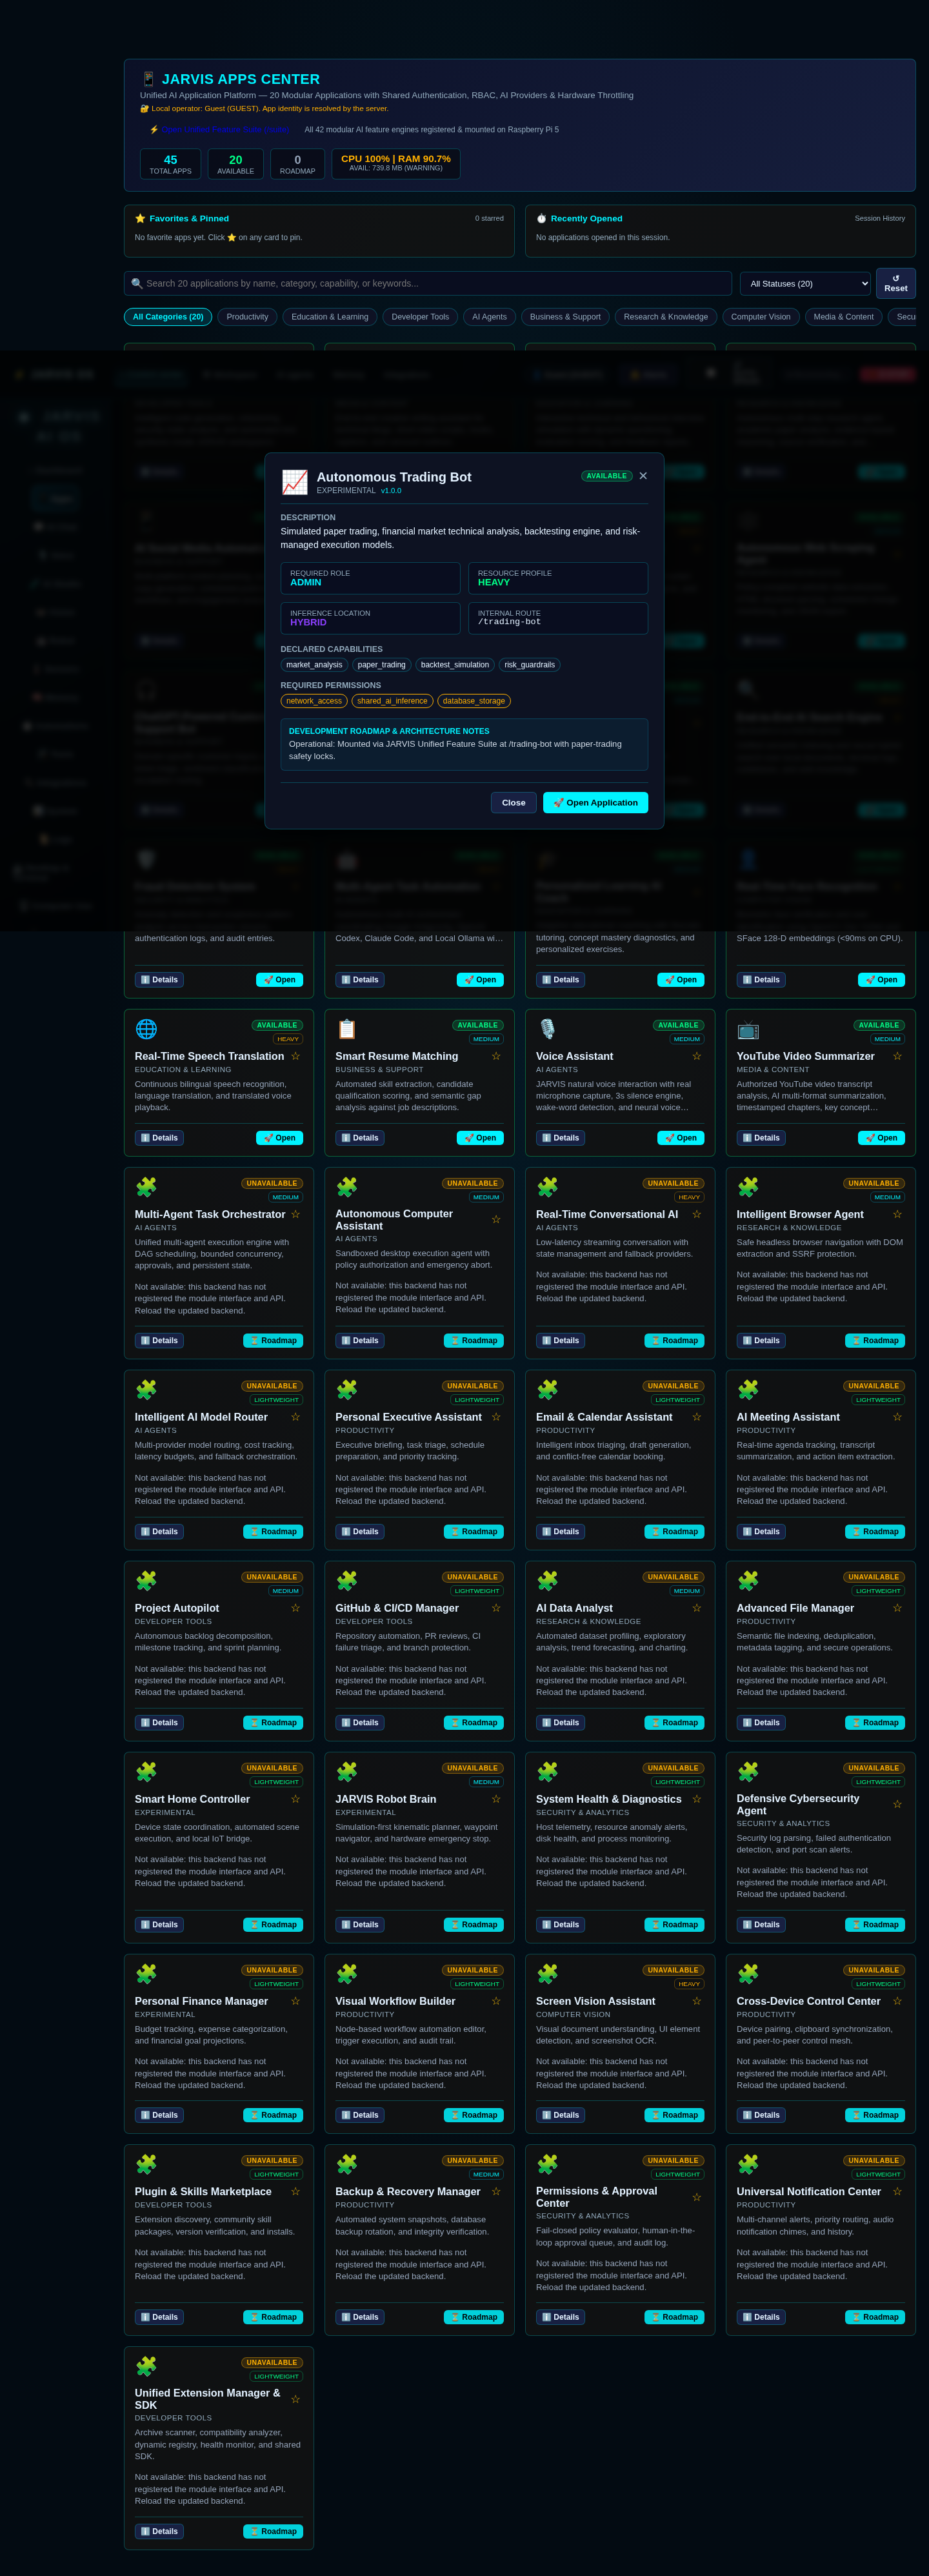 JARVIS APPS CENTER
Unified AI Application Platform — 20 Modular Applications with Shared Authentication, RBAC, AI Providers & Hardware Throttling
Local operator: Guest (GUEST). App identity is resolved by the server.
All 42 modular AI feature engines registered & mounted on Raspberry Pi 5
45
TOTAL APPS
20
AVAILABLE
0
ROADMAP
CPU 100% | RAM 90.7%
AVAIL: 739.8 MB (WARNING)
Favorites & Pinned
0 starred
No favorite apps yet. Click ⭐ on any card to pin.
Recently Opened
Session History
No applications opened in this session.
Search 20 applications by name, category, capability, or keywords...
All Statuses (20)
↺
Reset
All Categories (20)
Productivity
Education & Learning
Developer Tools
AI Agents
Business & Support
Research & Knowledge
Computer Vision
Media & Content
Autonomous Trading Bot
EXPERIMENTAL v1.0.0
AVAILABLE
✕
DESCRIPTION
Simulated paper trading, financial market technical analysis, backtesting engine, and risk-
managed execution models.
REQUIRED ROLE
ADMIN
RESOURCE PROFILE
HEAVY
INFERENCE LOCATION
HYBRID
INTERNAL ROUTE
/trading-bot
DECLARED CAPABILITIES
market_analysis
paper_trading
backtest_simulation
risk_guardrails
REQUIRED PERMISSIONS
network_access
shared_ai_inference
database_storage
DEVELOPMENT ROADMAP & ARCHITECTURE NOTES
Operational: Mounted via JARVIS Unified Feature Suite at /trading-bot with paper-trading
safety locks.
Close
Open Application
authentication logs, and audit entries.
Details
Open
Codex, Claude Code, and Local Ollama wi...
Details
Open
tutoring, concept mastery diagnostics, and
personalized exercises.
Details
Open
SFace 128-D embeddings (<90ms on CPU).
Details
Open
AVAILABLE
HEAVY
Real-Time Speech Translation
EDUCATION & LEARNING
Continuous bilingual speech recognition,
language translation, and translated voice
playback.
Details
Open
AVAILABLE
MEDIUM
Smart Resume Matching
BUSINESS & SUPPORT
Automated skill extraction, candidate
qualification scoring, and semantic gap
analysis against job descriptions.
Details
Open
AVAILABLE
MEDIUM
Voice Assistant
AI AGENTS
JARVIS natural voice interaction with real
microphone capture, 3s silence engine,
wake-word detection, and neural voice…
Details
Open
AVAILABLE
MEDIUM
YouTube Video Summarizer
MEDIA & CONTENT
Authorized YouTube video transcript
analysis, AI multi-format summarization,
timestamped chapters, key concept…
Details
Open
UNAVAILABLE
MEDIUM
Multi-Agent Task Orchestrator
AI AGENTS
Unified multi-agent execution engine with
DAG scheduling, bounded concurrency,
approvals, and persistent state.
Not available: this backend has not
registered the module interface and API.
Reload the updated backend.
Details
Roadmap
UNAVAILABLE
MEDIUM
Autonomous Computer
Assistant
AI AGENTS
Sandboxed desktop execution agent with
policy authorization and emergency abort.
Not available: this backend has not
registered the module interface and API.
Reload the updated backend.
Details
Roadmap
UNAVAILABLE
HEAVY
Real-Time Conversational AI
AI AGENTS
Low-latency streaming conversation with
state management and fallback providers.
Not available: this backend has not
registered the module interface and API.
Reload the updated backend.
Details
Roadmap
UNAVAILABLE
MEDIUM
Intelligent Browser Agent
RESEARCH & KNOWLEDGE
Safe headless browser navigation with DOM
extraction and SSRF protection.
Not available: this backend has not
registered the module interface and API.
Reload the updated backend.
Details
Roadmap
UNAVAILABLE
LIGHTWEIGHT
Intelligent AI Model Router
AI AGENTS
Multi-provider model routing, cost tracking,
latency budgets, and fallback orchestration.
Not available: this backend has not
registered the module interface and API.
Reload the updated backend.
Details
Roadmap
UNAVAILABLE
LIGHTWEIGHT
Personal Executive Assistant
PRODUCTIVITY
Executive briefing, task triage, schedule
preparation, and priority tracking.
Not available: this backend has not
registered the module interface and API.
Reload the updated backend.
Details
Roadmap
UNAVAILABLE
LIGHTWEIGHT
Email & Calendar Assistant
PRODUCTIVITY
Intelligent inbox triaging, draft generation,
and conflict-free calendar booking.
Not available: this backend has not
registered the module interface and API.
Reload the updated backend.
Details
Roadmap
UNAVAILABLE
LIGHTWEIGHT
AI Meeting Assistant
PRODUCTIVITY
Real-time agenda tracking, transcript
summarization, and action item extraction.
Not available: this backend has not
registered the module interface and API.
Reload the updated backend.
Details
Roadmap
UNAVAILABLE
MEDIUM
Project Autopilot
DEVELOPER TOOLS
Autonomous backlog decomposition,
milestone tracking, and sprint planning.
Not available: this backend has not
registered the module interface and API.
Reload the updated backend.
Details
Roadmap
UNAVAILABLE
LIGHTWEIGHT
GitHub & CI/CD Manager
DEVELOPER TOOLS
Repository automation, PR reviews, CI
failure triage, and branch protection.
Not available: this backend has not
registered the module interface and API.
Reload the updated backend.
Details
Roadmap
UNAVAILABLE
MEDIUM
AI Data Analyst
RESEARCH & KNOWLEDGE
Automated dataset profiling, exploratory
analysis, trend forecasting, and charting.
Not available: this backend has not
registered the module interface and API.
Reload the updated backend.
Details
Roadmap
UNAVAILABLE
LIGHTWEIGHT
Advanced File Manager
PRODUCTIVITY
Semantic file indexing, deduplication,
metadata tagging, and secure operations.
Not available: this backend has not
registered the module interface and API.
Reload the updated backend.
Details
Roadmap
UNAVAILABLE
LIGHTWEIGHT
Smart Home Controller
EXPERIMENTAL
Device state coordination, automated scene
execution, and local IoT bridge.
Not available: this backend has not
registered the module interface and API.
Reload the updated backend.
Details
Roadmap
UNAVAILABLE
MEDIUM
JARVIS Robot Brain
EXPERIMENTAL
Simulation-first kinematic planner, waypoint
navigator, and hardware emergency stop.
Not available: this backend has not
registered the module interface and API.
Reload the updated backend.
Details
Roadmap
UNAVAILABLE
LIGHTWEIGHT
System Health & Diagnostics
SECURITY & ANALYTICS
Host telemetry, resource anomaly alerts,
disk health, and process monitoring.
Not available: this backend has not
registered the module interface and API.
Reload the updated backend.
Details
Roadmap
UNAVAILABLE
LIGHTWEIGHT
Defensive Cybersecurity
Agent
SECURITY & ANALYTICS
Security log parsing, failed authentication
detection, and port scan alerts.
Not available: this backend has not
registered the module interface and API.
Reload the updated backend.
Details
Roadmap
UNAVAILABLE
LIGHTWEIGHT
Personal Finance Manager
EXPERIMENTAL
Budget tracking, expense categorization,
and financial goal projections.
Not available: this backend has not
registered the module interface and API.
Reload the updated backend.
Details
Roadmap
UNAVAILABLE
LIGHTWEIGHT
Visual Workflow Builder
PRODUCTIVITY
Node-based workflow automation editor,
trigger execution, and audit trail.
Not available: this backend has not
registered the module interface and API.
Reload the updated backend.
Details
Roadmap
UNAVAILABLE
HEAVY
Screen Vision Assistant
COMPUTER VISION
Visual document understanding, UI element
detection, and screenshot OCR.
Not available: this backend has not
registered the module interface and API.
Reload the updated backend.
Details
Roadmap
UNAVAILABLE
LIGHTWEIGHT
Cross-Device Control Center
PRODUCTIVITY
Device pairing, clipboard synchronization,
and peer-to-peer control mesh.
Not available: this backend has not
registered the module interface and API.
Reload the updated backend.
Details
Roadmap
UNAVAILABLE
LIGHTWEIGHT
Plugin & Skills Marketplace
DEVELOPER TOOLS
Extension discovery, community skill
packages, version verification, and installs.
Not available: this backend has not
registered the module interface and API.
Reload the updated backend.
Details
Roadmap
UNAVAILABLE
MEDIUM
Backup & Recovery Manager
PRODUCTIVITY
Automated system snapshots, database
backup rotation, and integrity verification.
Not available: this backend has not
registered the module interface and API.
Reload the updated backend.
Details
Roadmap
UNAVAILABLE
LIGHTWEIGHT
Permissions & Approval
Center
SECURITY & ANALYTICS
Fail-closed policy evaluator, human-in-the-
loop approval queue, and audit log.
Not available: this backend has not
registered the module interface and API.
Reload the updated backend.
Details
Roadmap
UNAVAILABLE
LIGHTWEIGHT
Universal Notification Center
PRODUCTIVITY
Multi-channel alerts, priority routing, audio
notification chimes, and history.
Not available: this backend has not
registered the module interface and API.
Reload the updated backend.
Details
Roadmap
UNAVAILABLE
LIGHTWEIGHT
Unified Extension Manager &
SDK
DEVELOPER TOOLS
Archive scanner, compatibility analyzer,
dynamic registry, health monitor, and shared
SDK.
Not available: this backend has not
registered the module interface and API.
Reload the updated backend.
Details
Roadmap